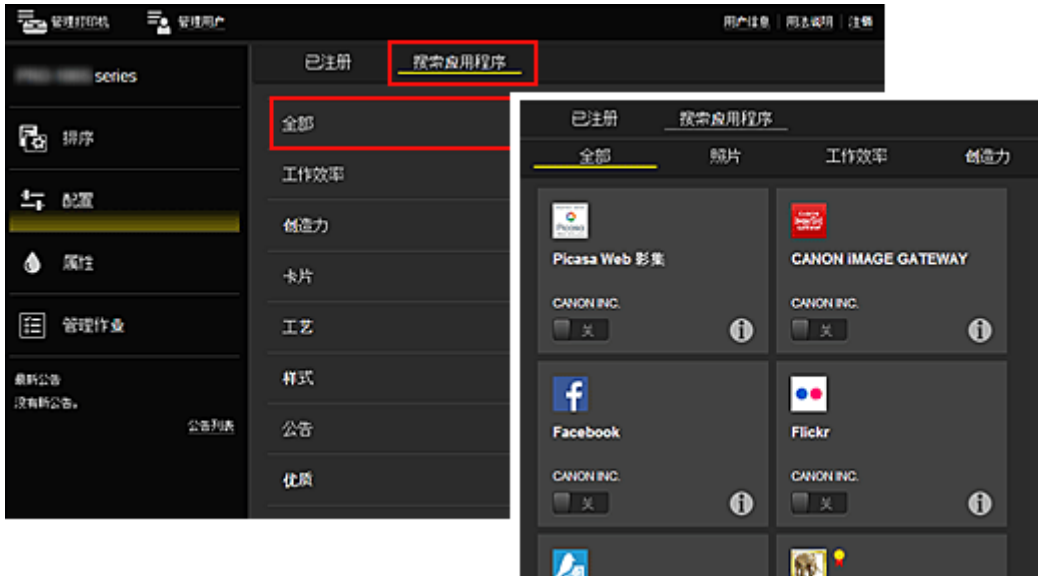 管理打印机 管理用户 用户信息 用法说明 注销
series
已注册 搜索应用程序
排序
配置
属性
管理作业
最新公告
没有新公告。
公告列表
全部
工作效率
创造力
卡片
工艺
样式
公告
优质
已注册 搜索应用程序
全部 照片 工作效率 创造力
Picasa
Picasa Web 影集
CANON INC.
关
CANON iMAGE GATEWAY
CANON INC.
关
Facebook
CANON INC.
关
Flickr
CANON INC.
关